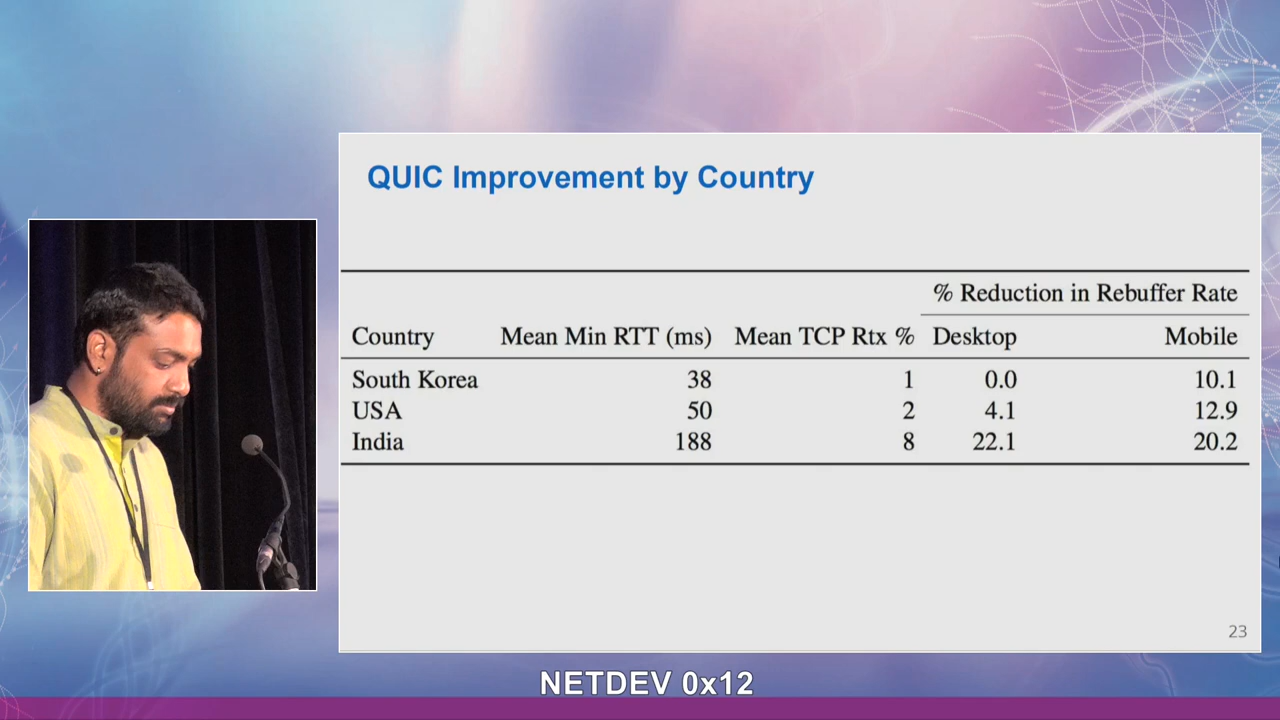 QUIC Improvement by Country
% Reduction in Rebuffer Rate
Country Mean Min RTT (ms) Mean TCP Rtx % Desktop Mobile
South Korea 38 1 0.0 10.1
USA 50 2 4.1 12.9
India 188 8 22.1 20.2
23
NETDEV 0x12